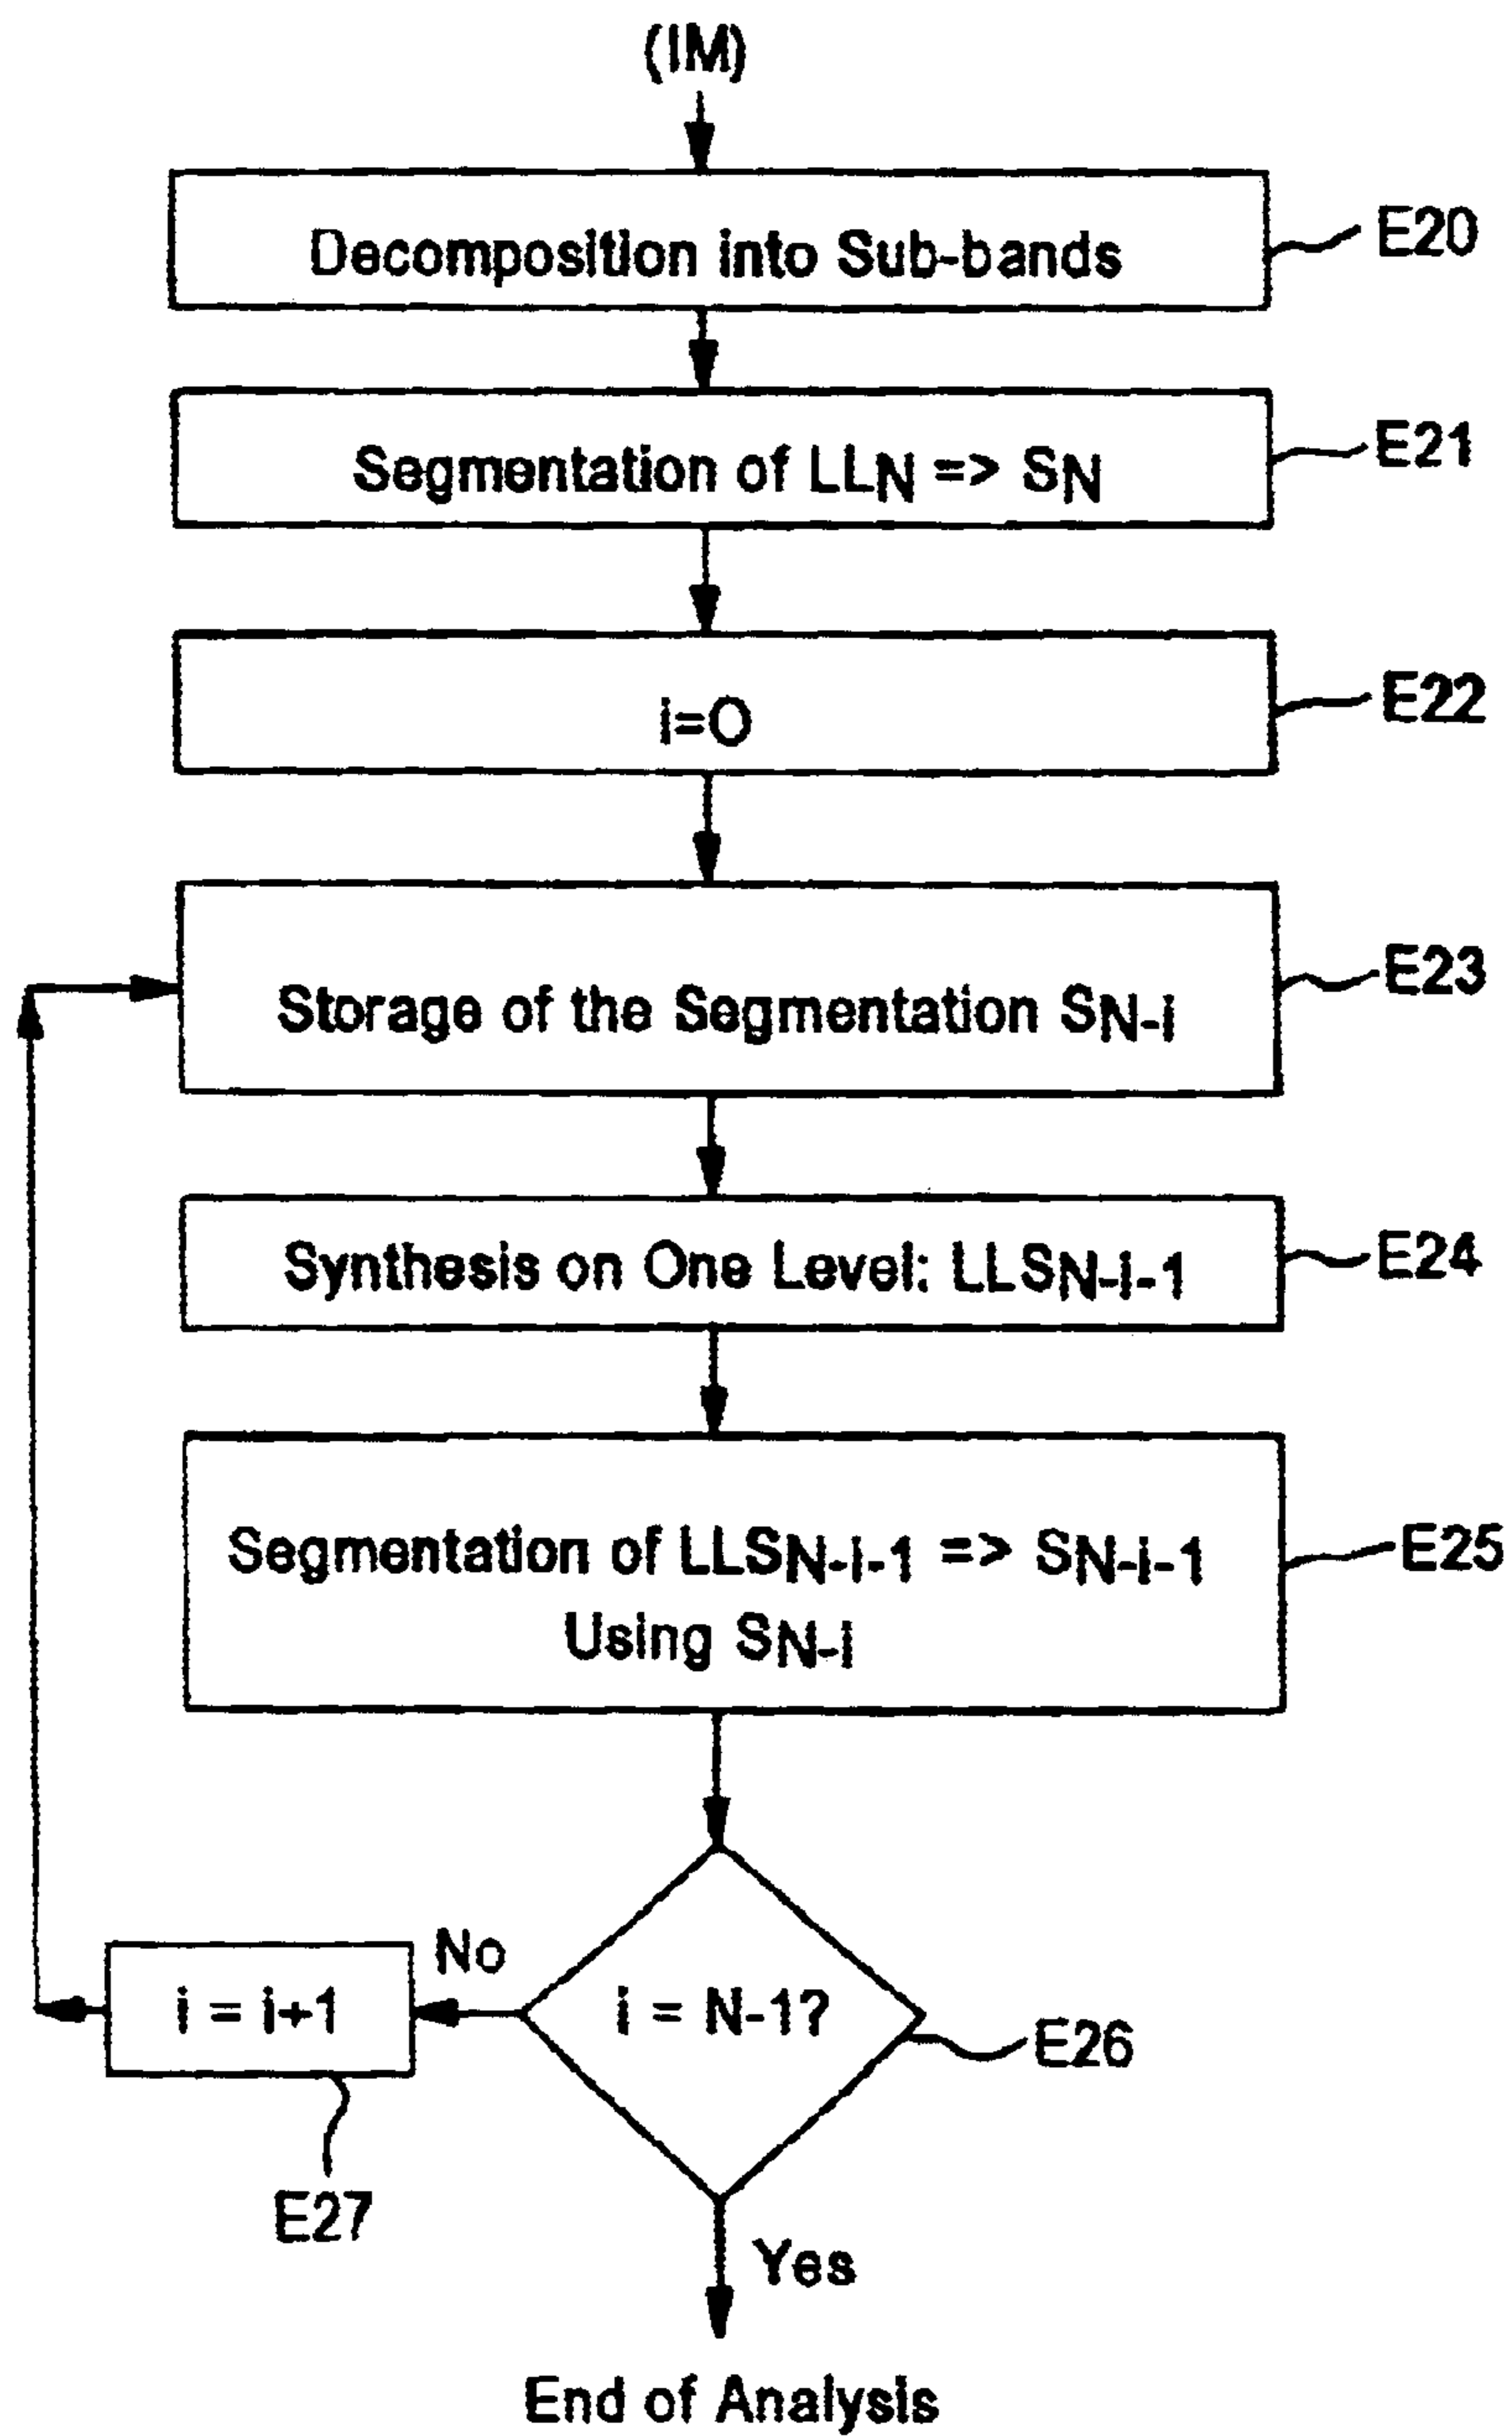 (IM)
Decomposition into Sub-bands
E20
Segmentation of LLN => SN
E21
i=O
E22
Storage of the Segmentation SN-i
E23
Synthesis on One Level: LLSN-i-1
E24
Segmentation of LLSN-i-1 => SN-i-1
Using SN-i
E25
No
i = i+1
i = N-1?
E26
E27
Yes
End of Analysis